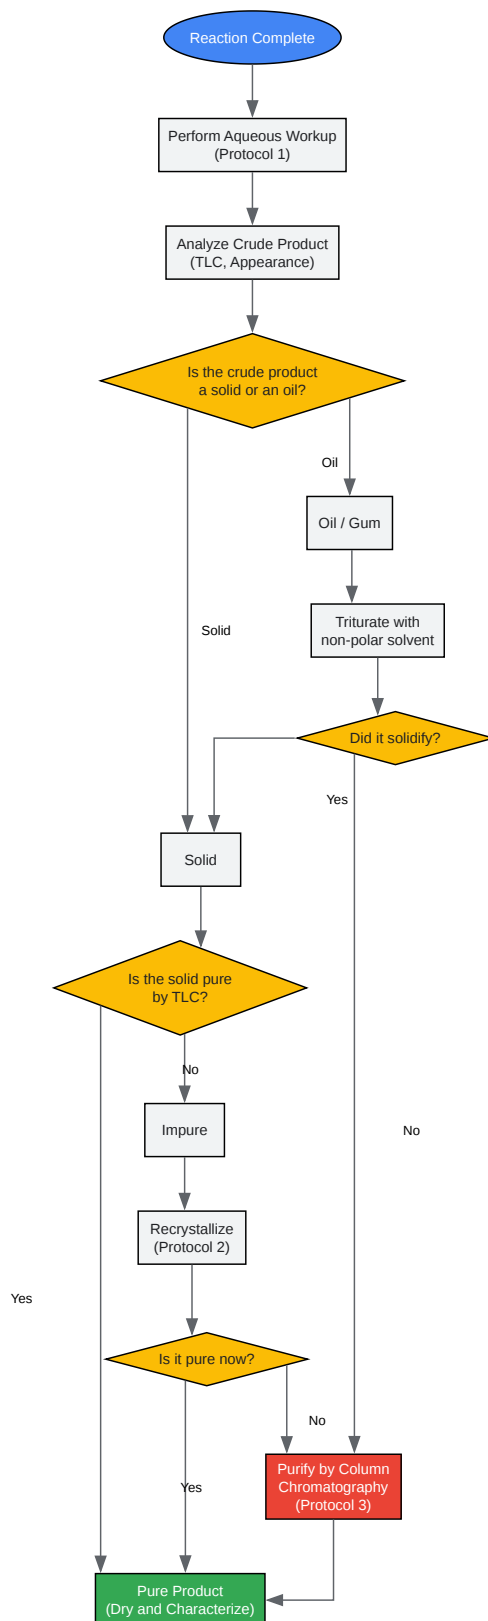 Reaction Complete
Perform Aqueous Workup
(Protocol 1)
Analyze Crude Product
(TLC, Appearance)
Is the crude product
a solid or an oil?
Oil
Oil / Gum
Triturate with
non-polar solvent
Solid
Did it solidify?
Yes
Solid
Is the solid pure
by TLC?
No
Impure
No
Recrystallize
(Protocol 2)
Yes
Is it pure now?
No
Purify by Column
Chromatography
(Protocol 3)
Yes
Pure Product
(Dry and Characterize)